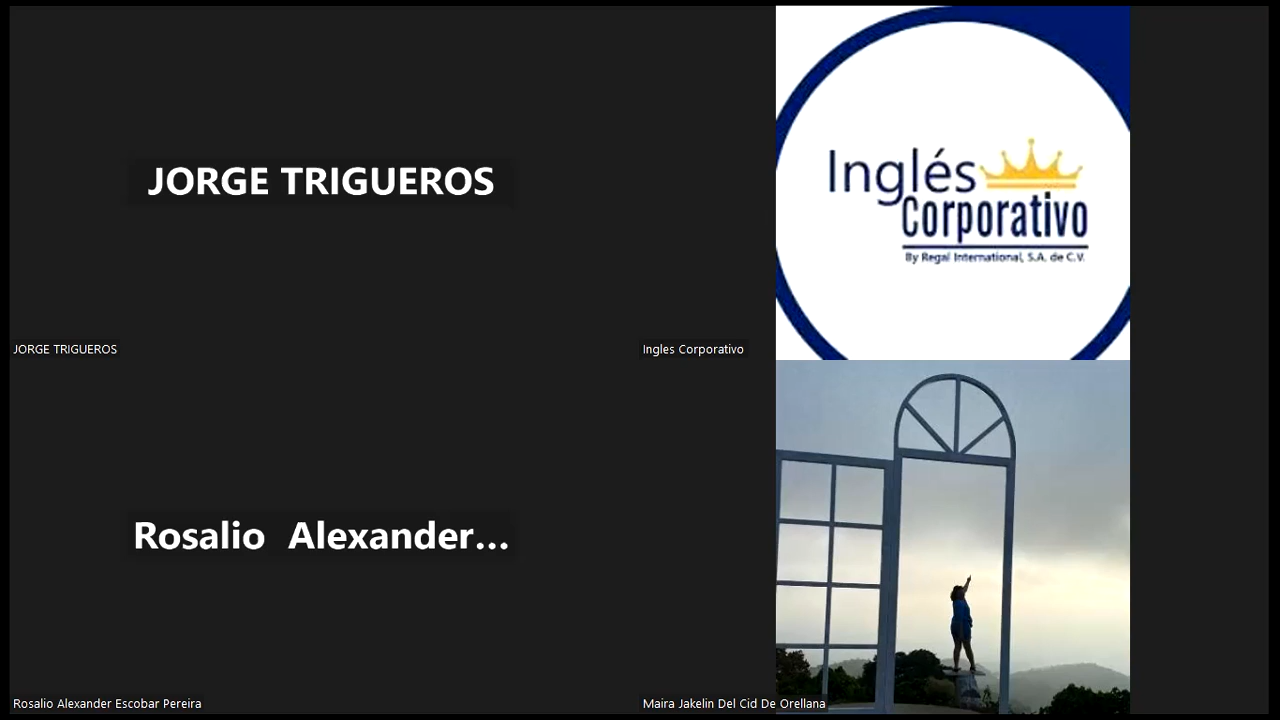 JORGE TRIGUEROS
Inglés
Corporativo
By Regal International, S.A. de C.V.
JORGE TRIGUEROS
Ingles Corporativo
Rosalio Alexander...
Rosalio Alexander Escobar Pereira
Maira Jakelin Del Cid De Orellana